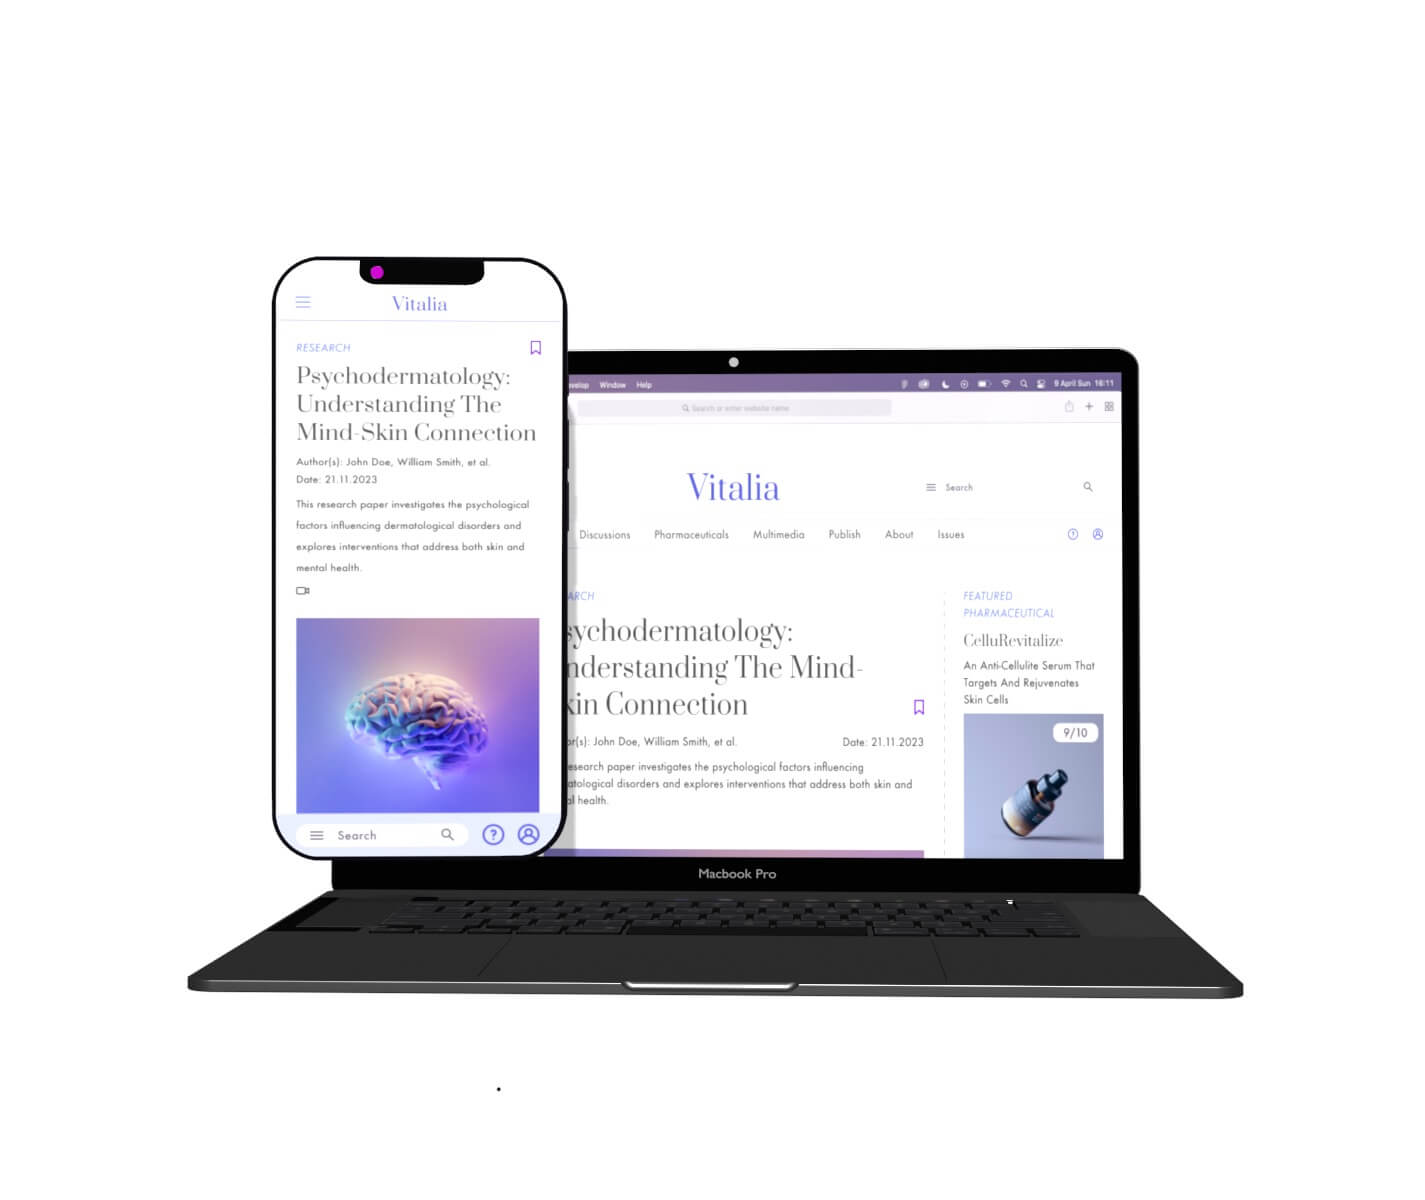 Vitalia
RESEARCH
Psychodermatology:
Understanding The
Mind-Skin Connection
Author(s): John Doe, William Smith, et al.
Date: 21.11.2023
This research paper investigates the psychological
factors influencing dermatological disorders and
explores interventions that address both skin and
mental health.
Search
?
evelop Window Help
9 April Sun 16:11
Search or enter website name
Vitalia
Search
Discussions Pharmaceuticals Multimedia Publish About Issues
?
ARCH
sychodermatology:
nderstanding The Mind-
kin Connection
or(s): John Doe, William Smith, et al.
Date: 21.11.2023
esearch paper investigates the psychological factors influencing
atological disorders and explores interventions that address both skin and
al health.
FEATURED
PHARMACEUTICAL
CelluRevitalize
An Anti-Cellulite Serum That
Targets And Rejuvenates
Skin Cells
9/10
Macbook Pro